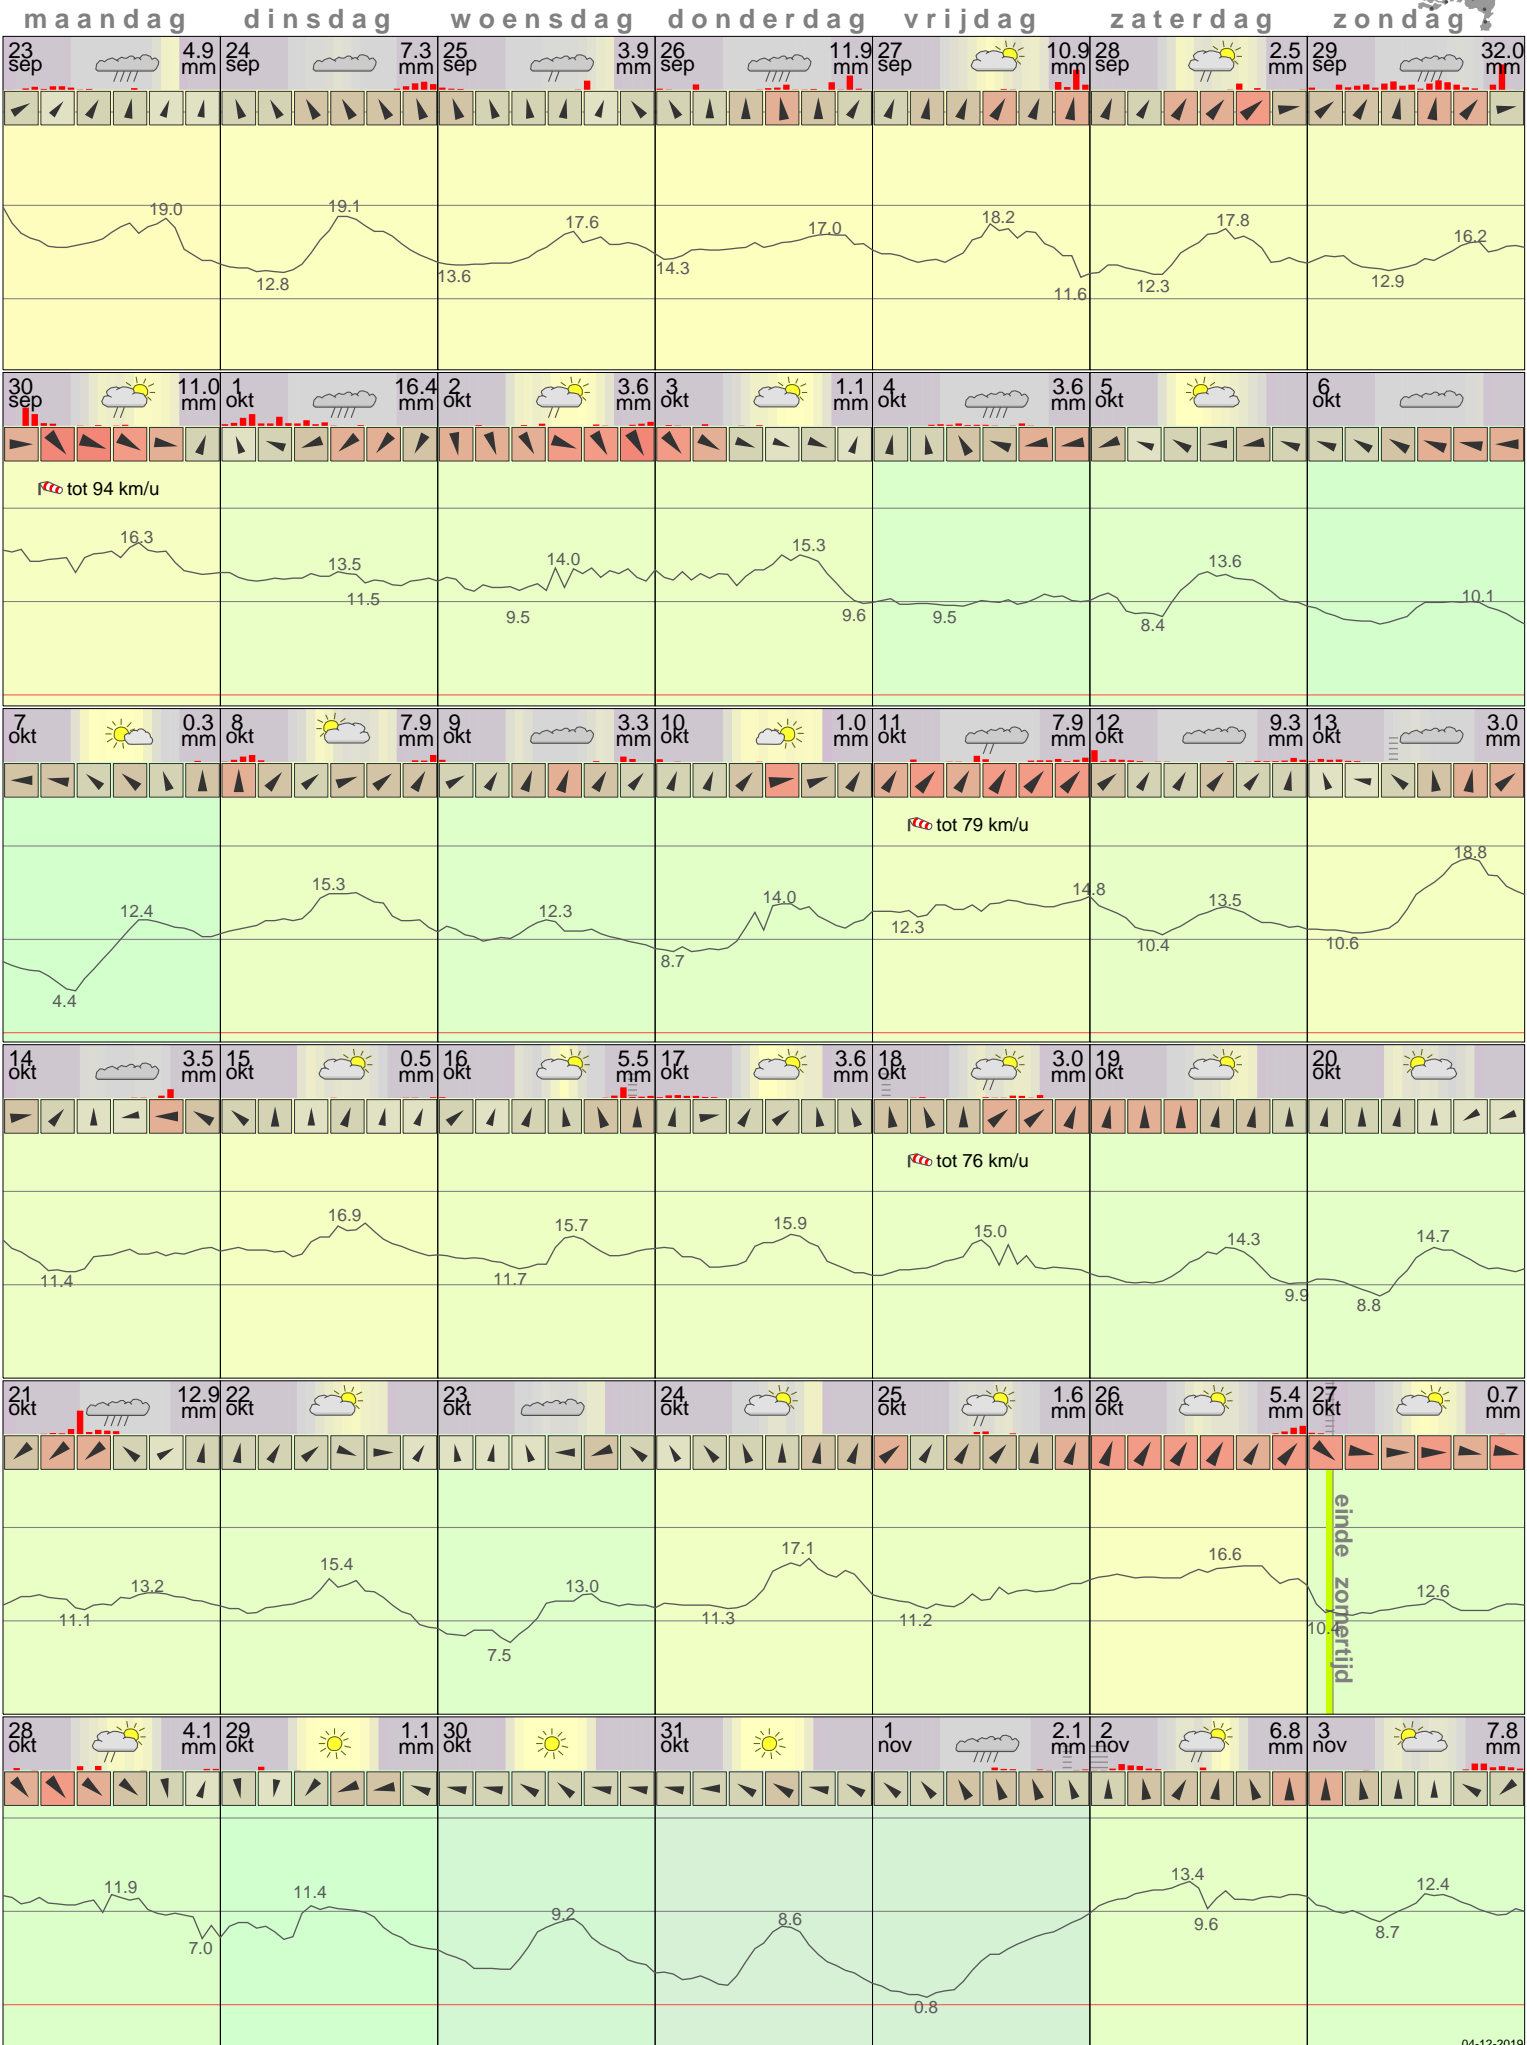 maandag dinsdag woensdag donderdag vrijdag zaterdag zondag
23 4.9 24 7.3 25 3.9 26 11.9 27 10.9 28 2.5 29 32.0
sep mm sep mm sep mm sep mm sep mm sep mm sep mm
19.0 19.1 17.6 17.0 18.2 17.8 16.2
12.8 13.6 14.3 11.6 12.3 12.9
30 11.0 1 16.4 2 3.6 3 1.1 4 3.6 5 6
sep mm okt mm okt mm okt mm okt mm okt okt
tot 94 km/u
16.3 13.5 14.0 15.3 13.6 10.1
11.5 9.5 9.6 9.5 8.4
7 0.3 8 7.9 9 3.3 10 1.0 11 7.9 12 9.3 13 3.0
okt mm okt mm okt mm okt mm okt mm okt mm okt mm
tot 79 km/u
12.4 15.3 12.3 14.0 14.8 13.5 18.8
4.4 8.7 12.3 10.4 10.6
14 3.5 15 0.5 16 5.5 17 3.6 18 3.0 19 20
okt mm okt mm okt mm okt mm okt mm okt okt
tot 76 km/u
16.9 15.7 15.9 15.0 14.3 14.7
11.4 11.7 9.9 8.8
21 12.9 22 23 24 25 1.6 26 5.4 27 0.7
okt mm okt okt okt okt mm okt mm okt mm
einde zomertijd
13.2 15.4 13.0 17.1 16.6 12.6
11.1 7.5 11.3 11.2 10.4
28 4.1 29 1.1 30 31 1 2.1 2 6.8 3 7.8
okt mm okt mm okt okt nov mm nov mm nov mm
11.9 11.4 9.2 8.6 13.4 12.4
7.0 0.8 9.6 8.7
04-12-2019